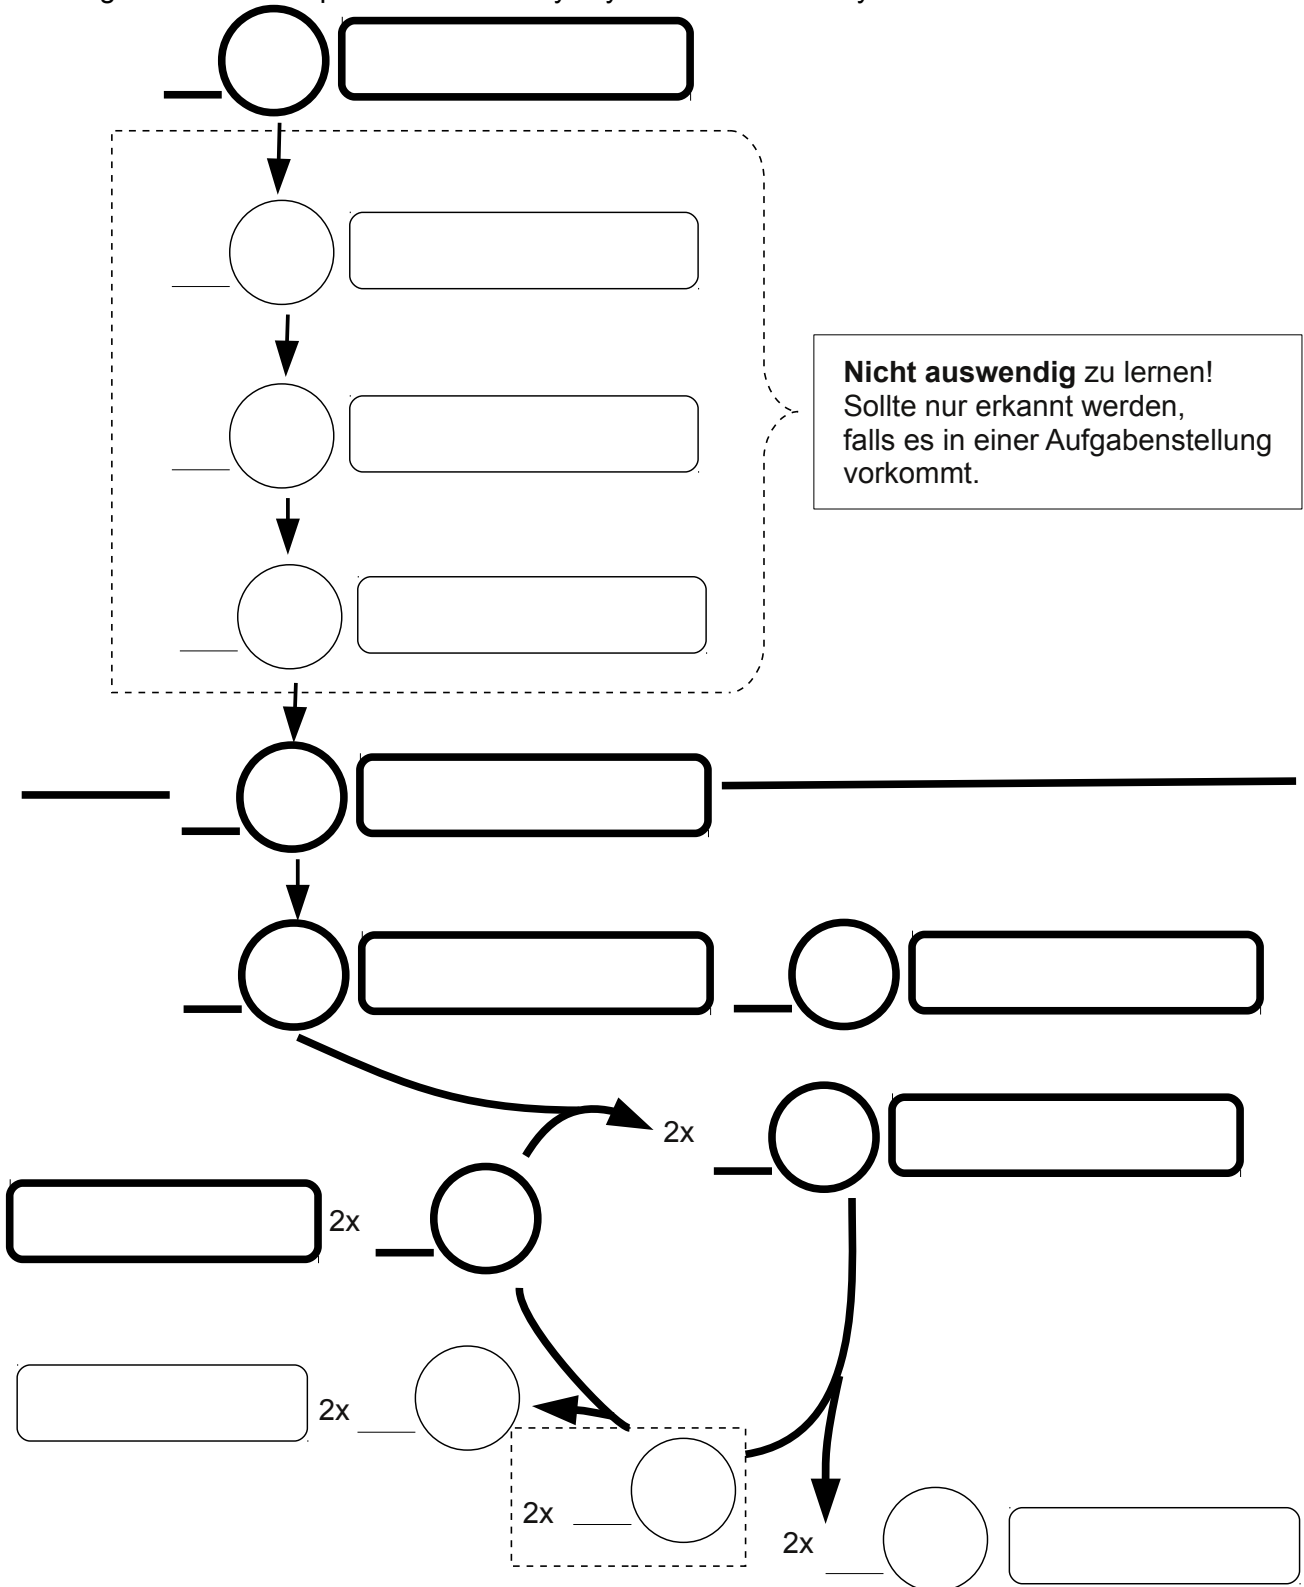 Nicht auswendig zu lernen!
Sollte nur erkannt werden,
falls es in einer Aufgabenstellung
vorkommt.
2x
2x
2x
2x
2x